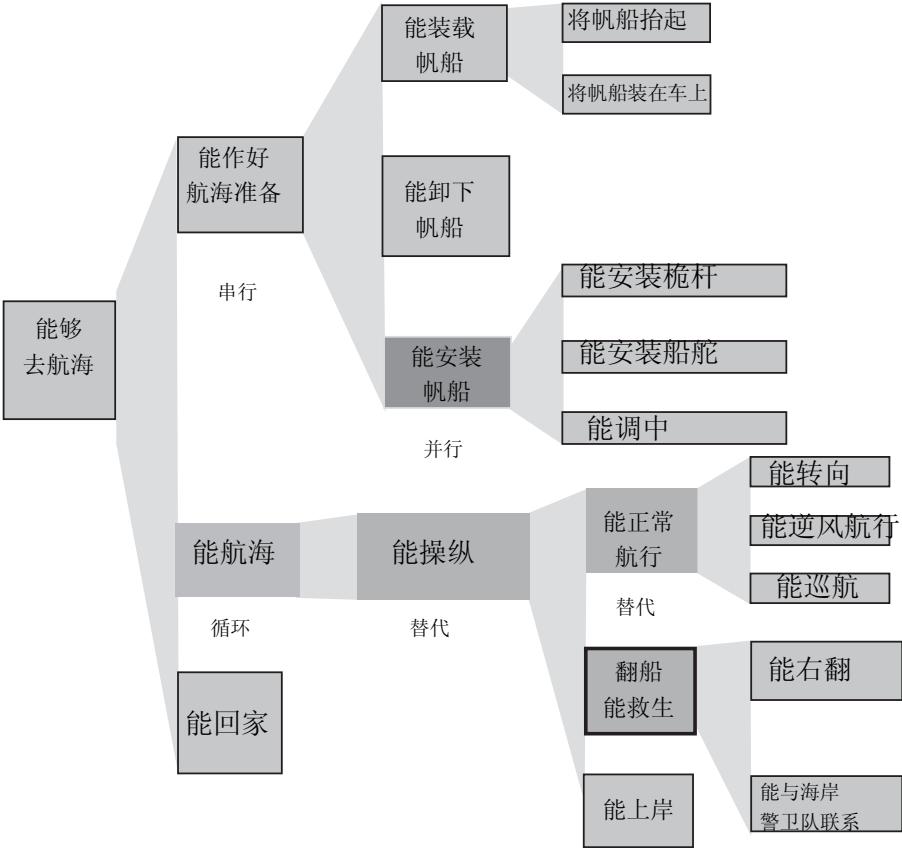 能够
去航海
能作好
航海准备
串行
能装载
帆船
将帆船抬起
将帆船装在车上
能卸下
帆船
能安装
帆船
并行
能安装桅杆
能安装船舵
能调中
能航海
循环
能操纵
替代
能正常
航行
替代
能转向
能逆风航行
能巡航
翻船
能救生
能右翻
能与海岸
警卫队联系
能上岸
能回家